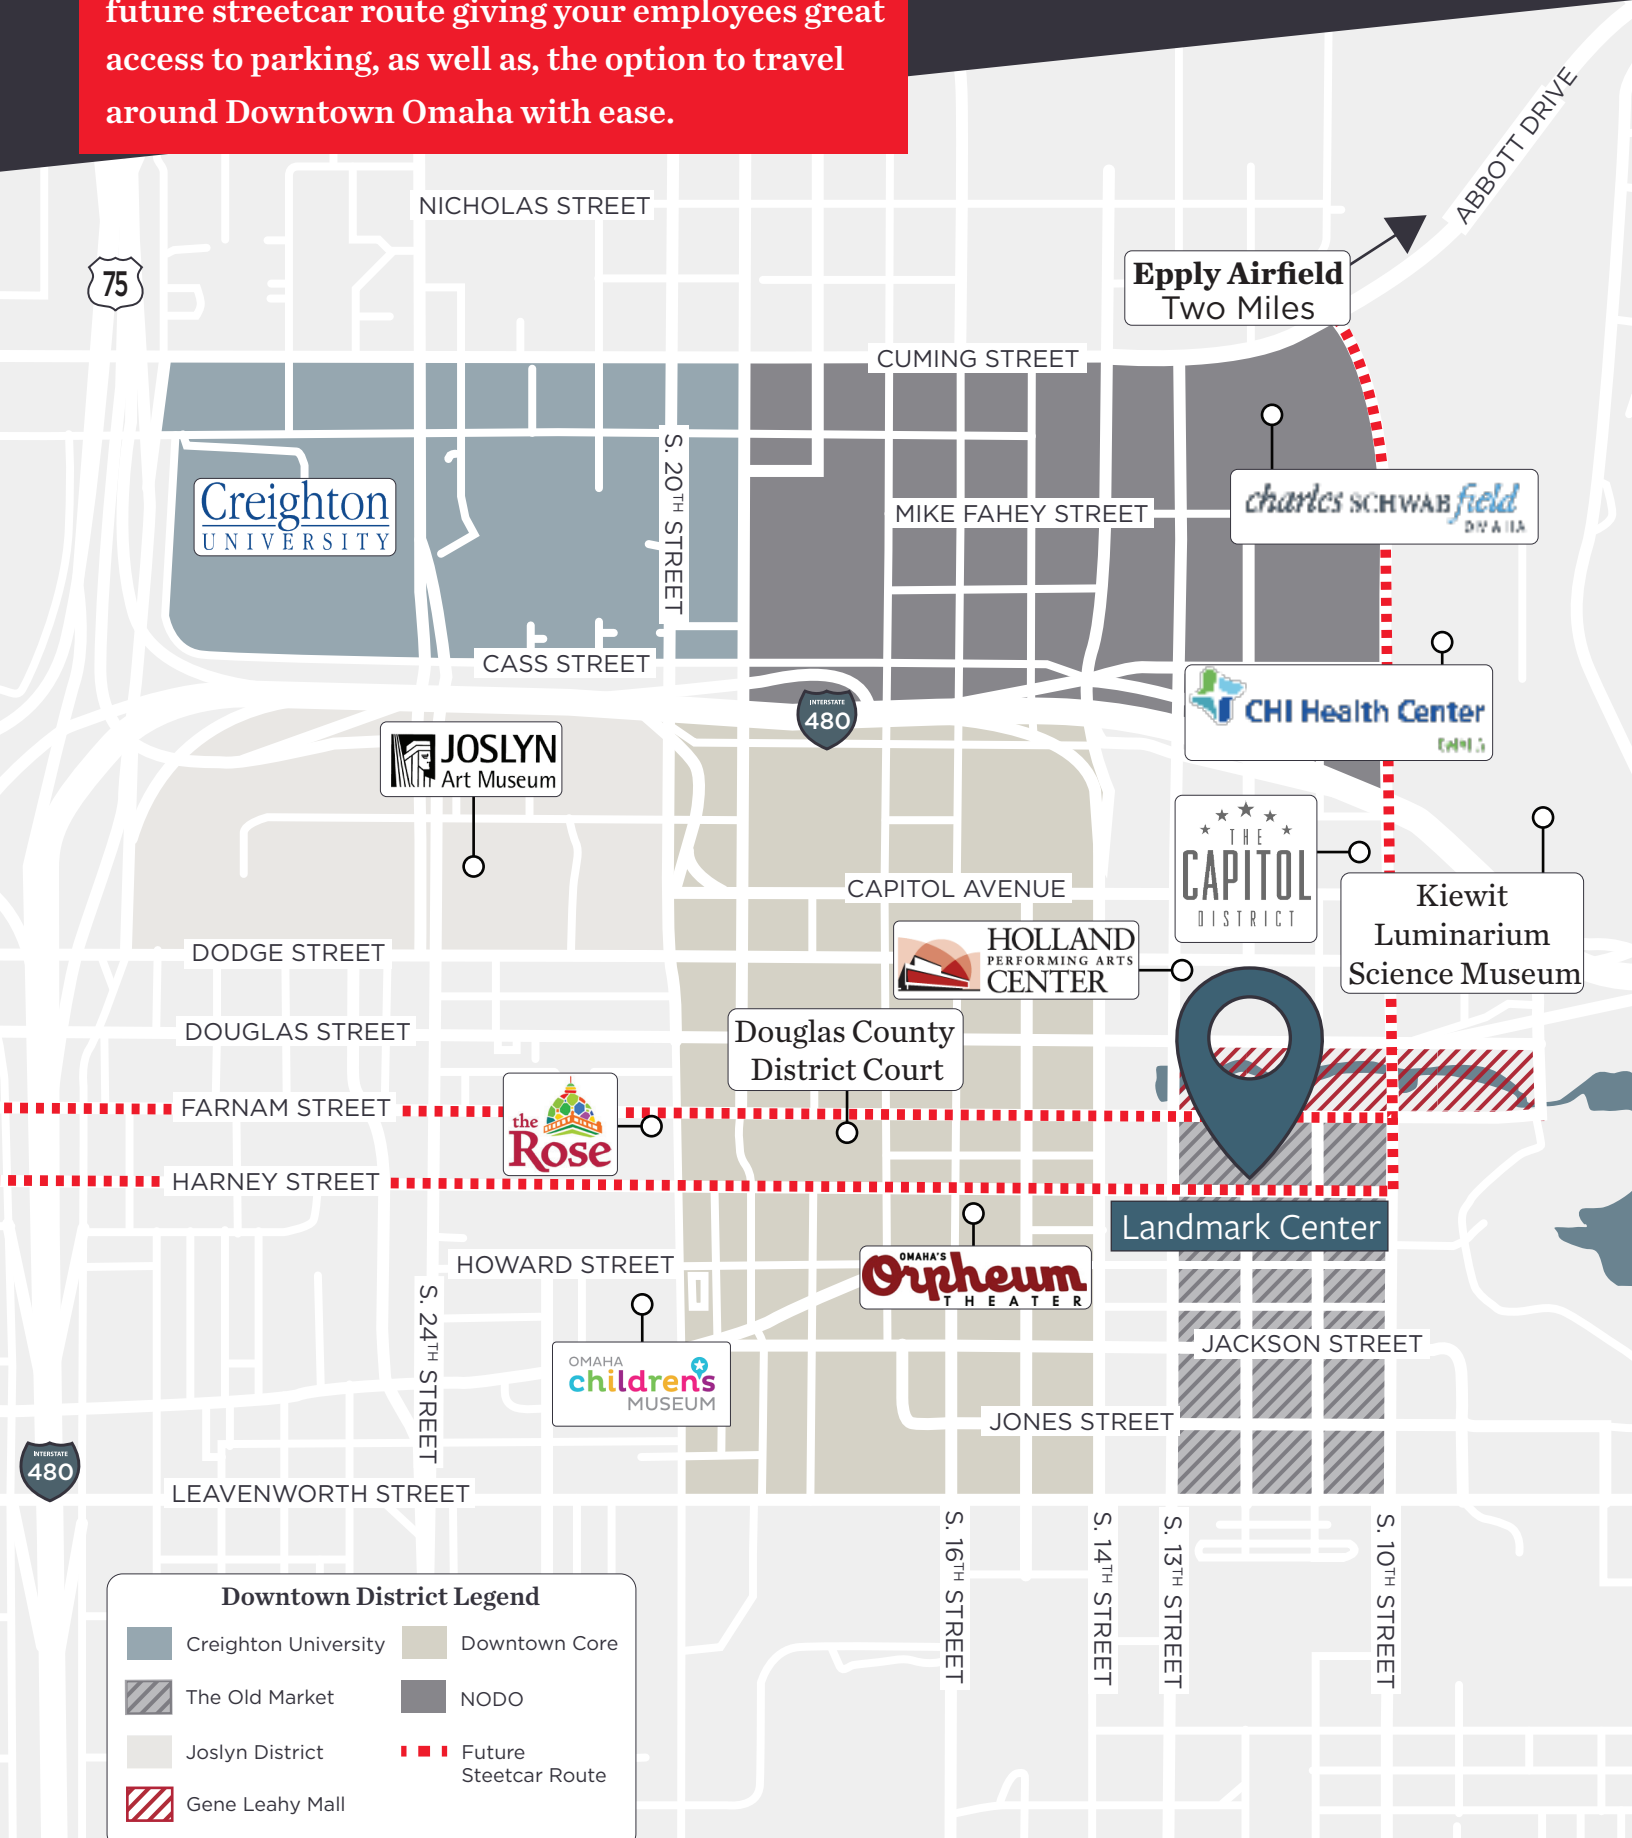 future streetcar route giving your employees great
access to parking, as well as, the option to travel
around Downtown Omaha with ease.
ABBOTT DRIVE
NICHOLAS STREET
75
Epply Airfield
Two Miles
CUMING STREET
S. 20TH STREET
Creighton
UNIVERSITY
MIKE FAHEY STREET
charles SCHWAB field
OMAHA
CASS STREET
INTERSTATE
480
CHI Health Center
JOSLYN
Art Museum
THE
CAPITOL
DISTRICT
CAPITOL AVENUE
Kiewit
Luminarium
Science Museum
HOLLAND
PERFORMING ARTS
CENTER
DODGE STREET
DOUGLAS STREET
Douglas County
District Court
FARNAM STREET
the
Rose
HARNEY STREET
Landmark Center
HOWARD STREET
OMAHA'S
Orpheum
THEATER
S. 24TH STREET
JACKSON STREET
OMAHA
children's
MUSEUM
JONES STREET
INTERSTATE
480
LEAVENWORTH STREET
S. 16TH STREET
S. 14TH STREET
S. 13TH STREET
S. 10TH STREET
Downtown District Legend
Creighton University
Downtown Core
The Old Market
NODO
Joslyn District
Future
Steetcar Route
Gene Leahy Mall